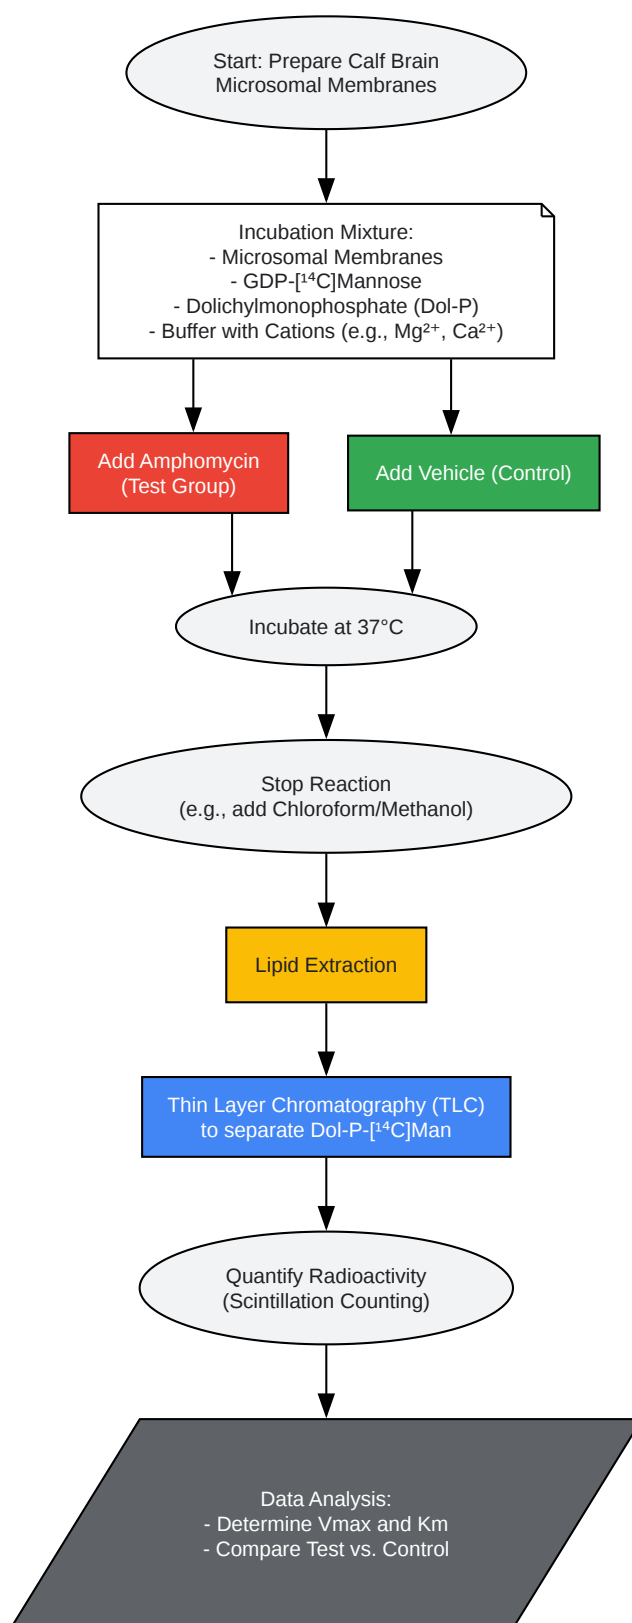 Start: Prepare Calf Brain
Microsomal Membranes
Incubation Mixture:
- Microsomal Membranes
- GDP-[¹⁴C]Mannose
- Dolichylmonophosphate (Dol-P)
- Buffer with Cations (e.g., Mg²⁺, Ca²⁺)
Add Amphomycin
(Test Group)
Add Vehicle (Control)
Incubate at 37°C
Stop Reaction
(e.g., add Chloroform/Methanol)
Lipid Extraction
Thin Layer Chromatography (TLC)
to separate Dol-P-[¹⁴C]Man
Quantify Radioactivity
(Scintillation Counting)
Data Analysis:
- Determine Vmax and Km
- Compare Test vs. Control